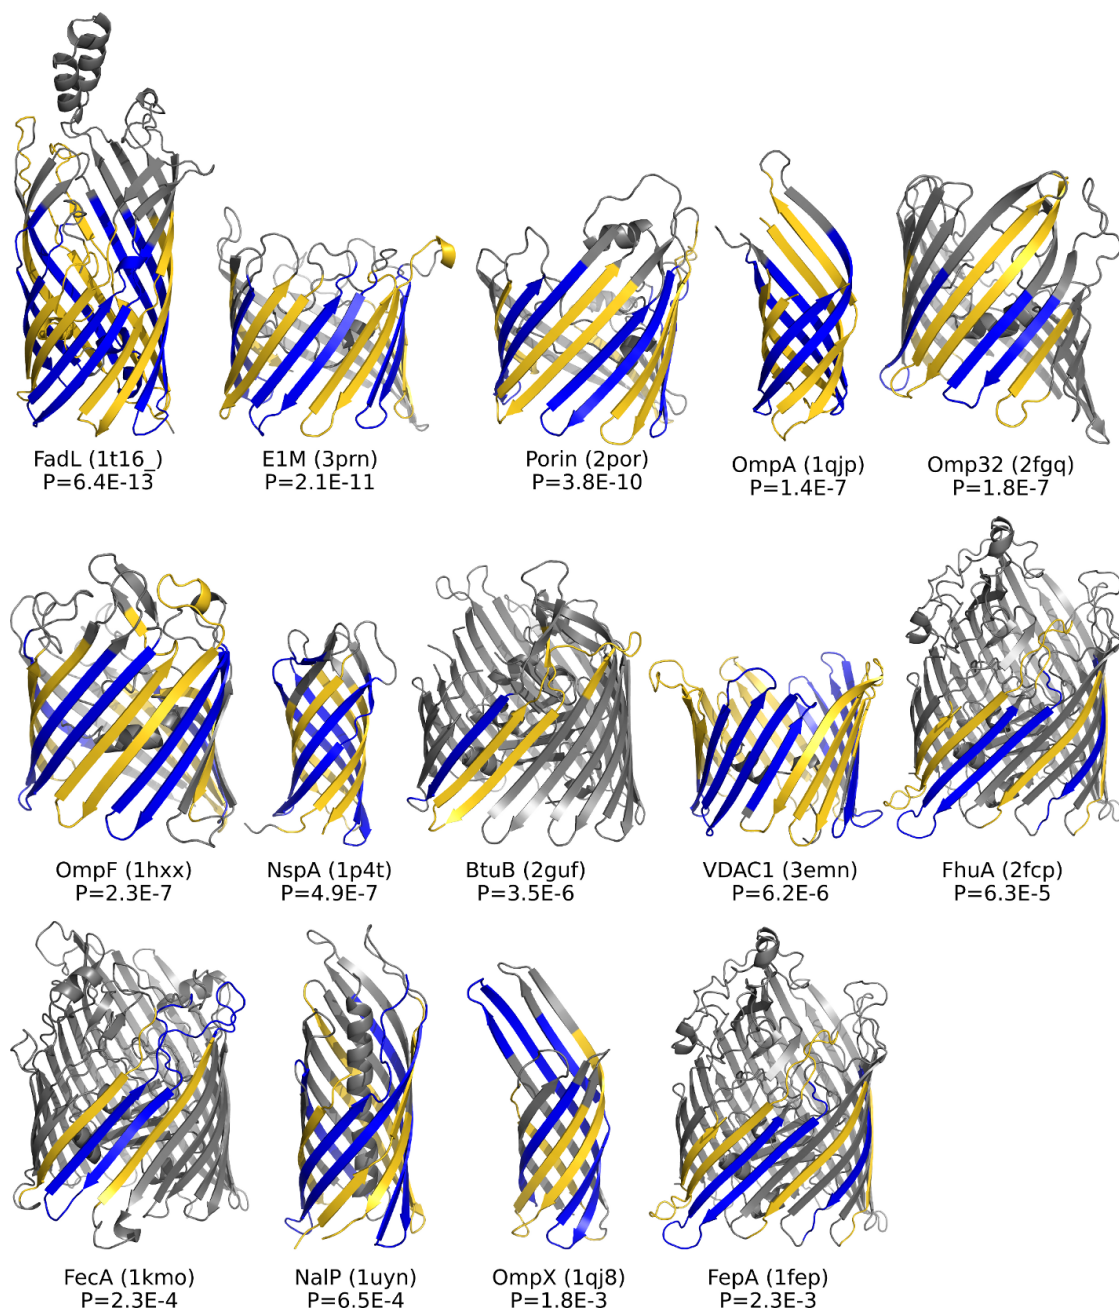 FadL (1t16_)
P=6.4E-13
E1M (3prn)
P=2.1E-11
Porin (2por)
P=3.8E-10
OmpA (1qjp)
P=1.4E-7
Omp32 (2fgq)
P=1.8E-7
OmpF (1hxx)
P=2.3E-7
NspA (1p4t)
P=4.9E-7
BtuB (2guf)
P=3.5E-6
VDAC1 (3emn)
P=6.2E-6
FhuA (2fcp)
P=6.3E-5
FecA (1kmo)
P=2.3E-4
NalP (1uyn)
P=6.5E-4
OmpX (1qj8)
P=1.8E-3
FepA (1fep)
P=2.3E-3